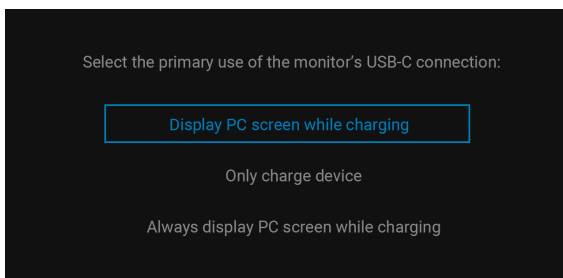 Select the primary use of the monitor’s USB-C connection:
Display PC screen while charging
Only charge device
Always display PC screen while charging